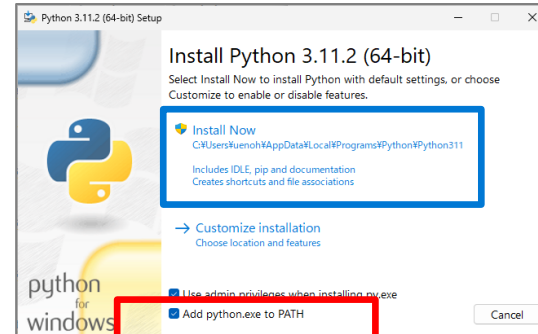 Python 3.11.2 (64-bit) Setup
Install Python 3.11.2 (64-bit)
Select Install Now to install Python with default settings, or choose
Customize to enable or disable features.
Install Now
C:¥Users¥uenoh¥AppData¥Local¥Programs¥Python¥Python311
Includes IDLE, pip and documentation
Creates shortcuts and file associations
Customize installation
Choose location and features
Use admin privileges when installing py.exe
Add python.exe to PATH
python
for
windows
Cancel